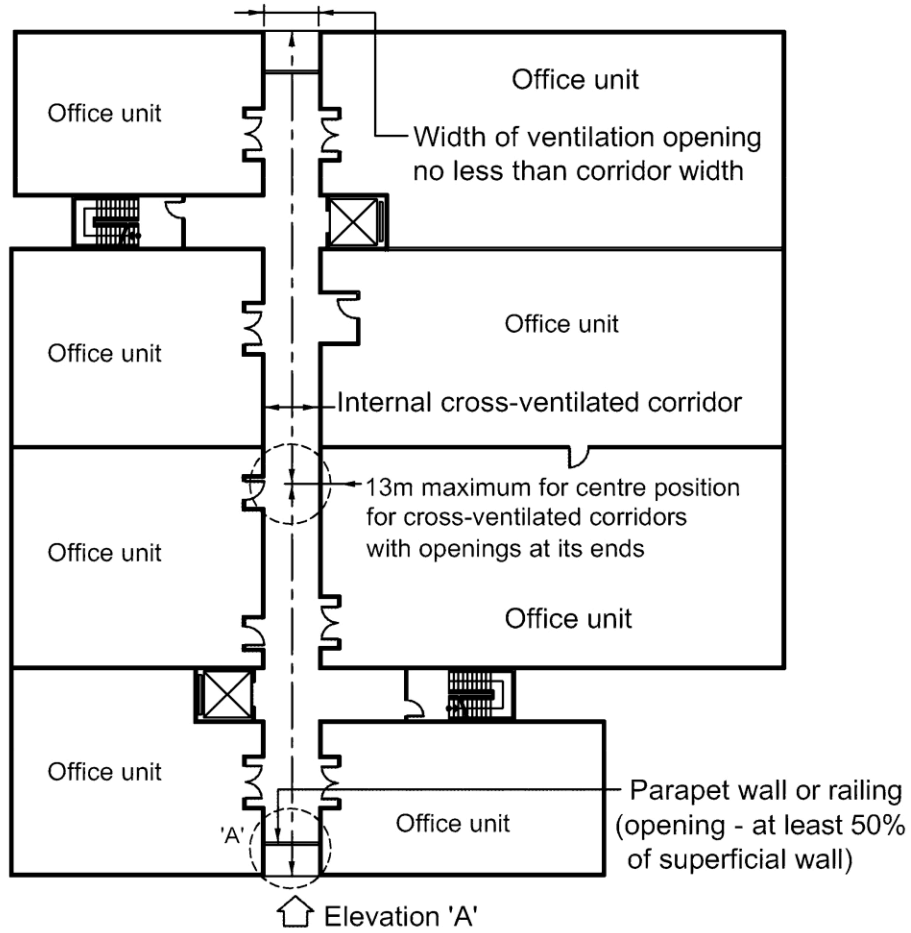 Office unit
Office unit
Width of ventilation opening
no less than corridor width
Office unit
Office unit
Internal cross-ventilated corridor
13m maximum for centre position
for cross-ventilated corridors
with openings at its ends
Office unit
Office unit
Office unit
Parapet wall or railing
(opening - at least 50%
of superficial wall)
Office unit
'A'
Elevation 'A'